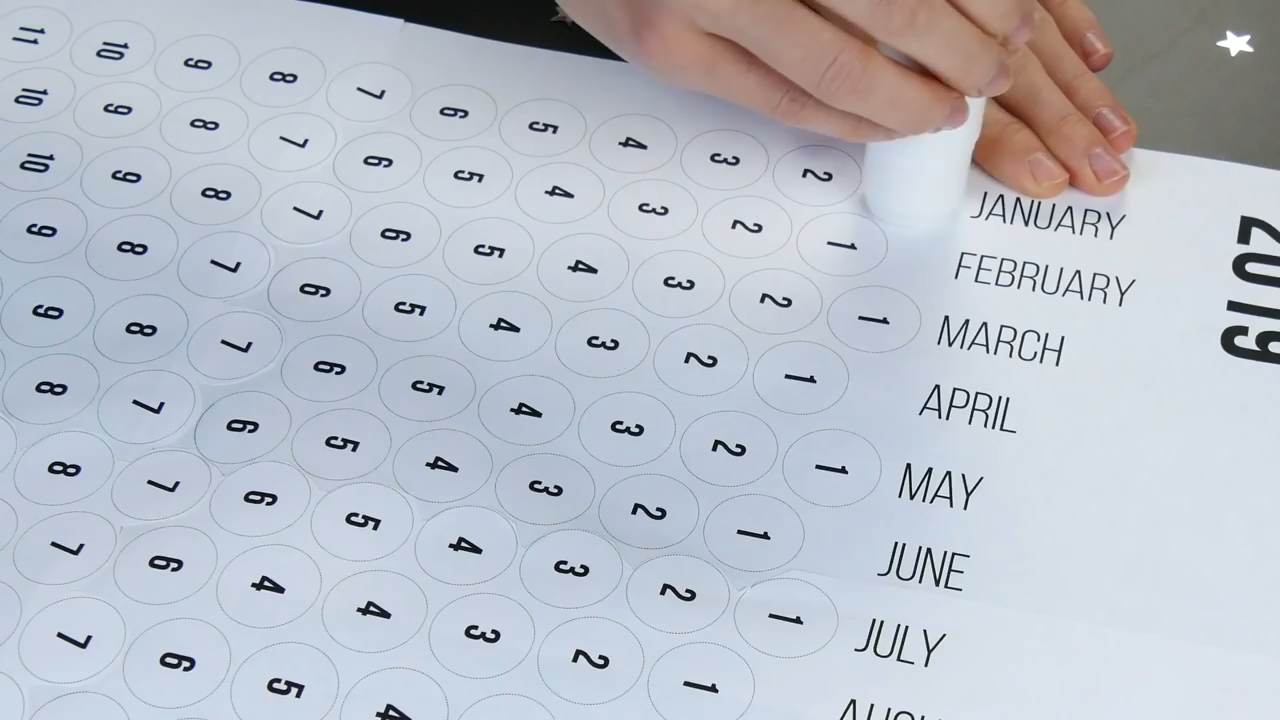 2019
11 10 9 8 7 6 5 4 3 2 JANUARY
10 9 8 7 6 5 4 3 2 1 FEBRUARY
10 9 8 7 6 5 4 3 2 1 MARCH
9 8 7 6 5 4 3 2 1 APRIL
9 8 7 6 5 4 3 2 1 MAY
8 7 6 5 4 3 2 1 JUNE
8 7 6 5 4 3 2 1 JULY
7 6 4 4 3 2 1
7 6 5 4